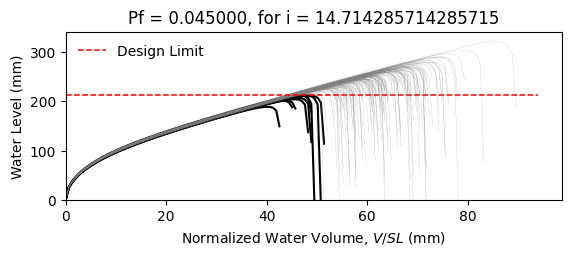 Pf = 0.045000, for i = 14.714285714285715
Design Limit
Water Level (mm)
300
200
100
0
0 20 40 60 80
Normalized Water Volume, V/SL (mm)